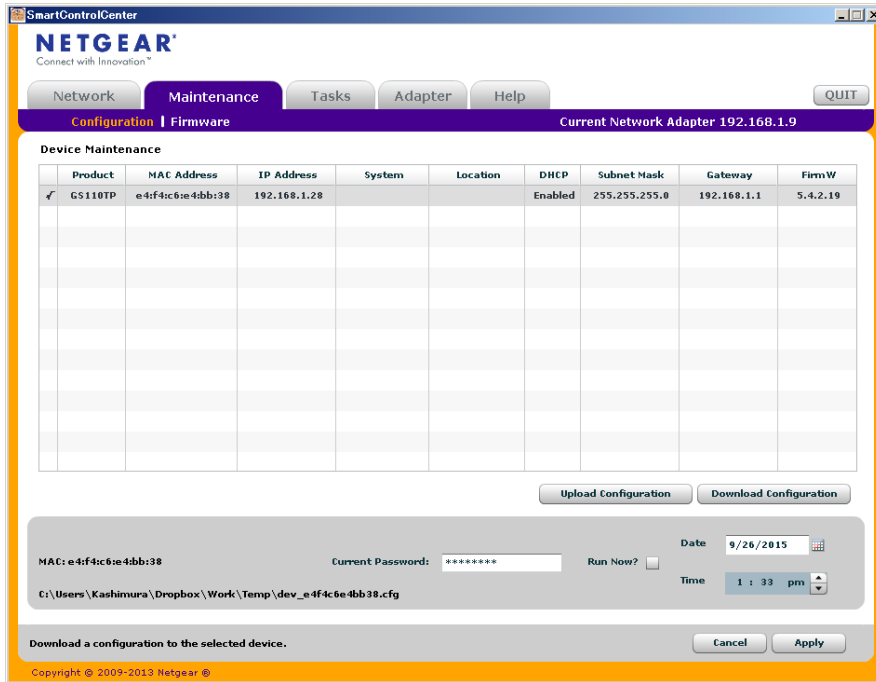 SmartControlCenter
NETGEAR®
Connect with Innovation™
Network Maintenance Tasks Adapter Help QUIT
Configuration | Firmware Current Network Adapter 192.168.1.9
Device Maintenance
Product MAC Address IP Address System Location DHCP Subnet Mask Gateway FirmW
GS110TP e4:f4:c6:e4:bb:38 192.168.1.28 Enabled 255.255.255.0 192.168.1.1 5.4.2.19
Upload Configuration Download Configuration
Date 9/26/2015
MAC: e4:f4:c6:e4:bb:38 Current Password: ******** Run Now?
Time 1 : 33 pm
C:\Users\Kashimura\Dropbox\Work\Temp\dev_e4f4c6e4bb38.cfg
Download a configuration to the selected device. Cancel Apply
Copyright © 2009-2013 Netgear ®